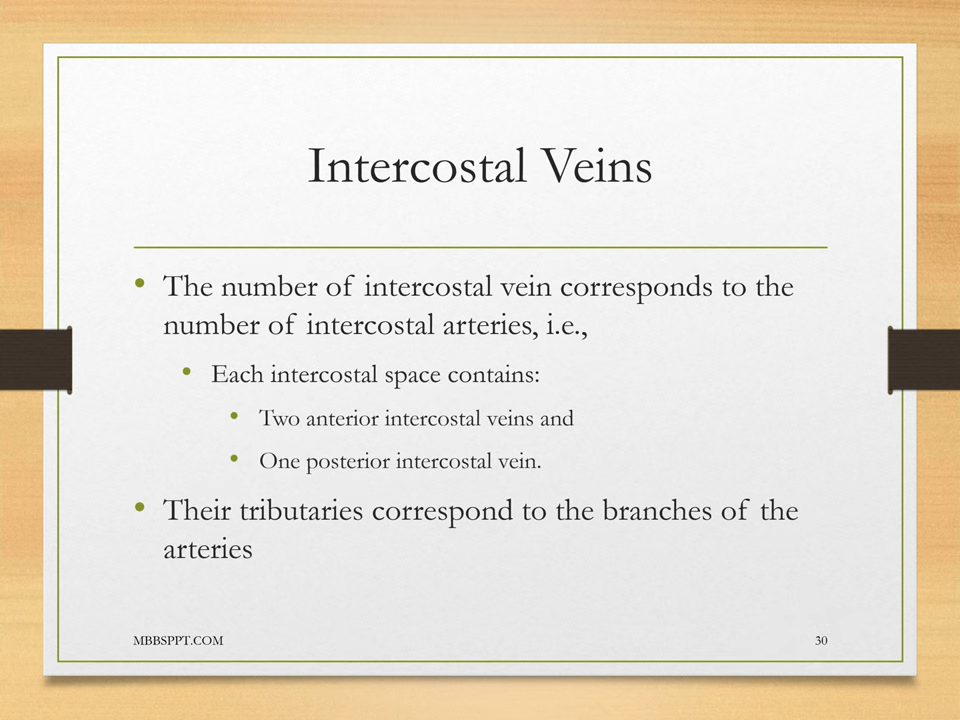 Intercostal Veins
• The number of intercostal vein corresponds to the
number of intercostal arteries, i.e.,
• Each intercostal space contains:
• Two anterior intercostal veins and
• One posterior intercostal vein.
• Their tributaries correspond to the branches of the
arteries
MBBSPPT.COM 30